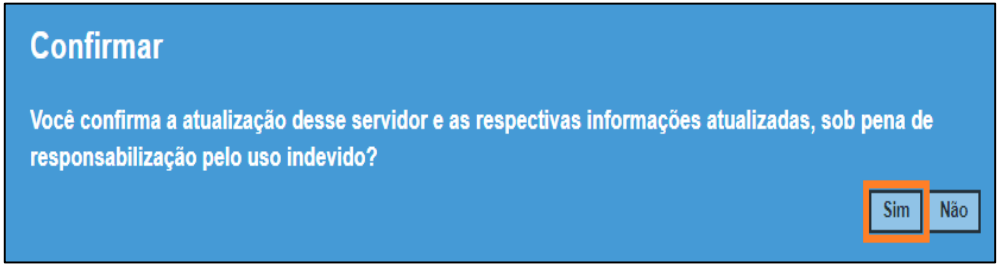 Confirmar
Você confirma a atualização desse servidor e as respectivas informações atualizadas, sob pena de
responsabilização pelo uso indevido?
Sim Não